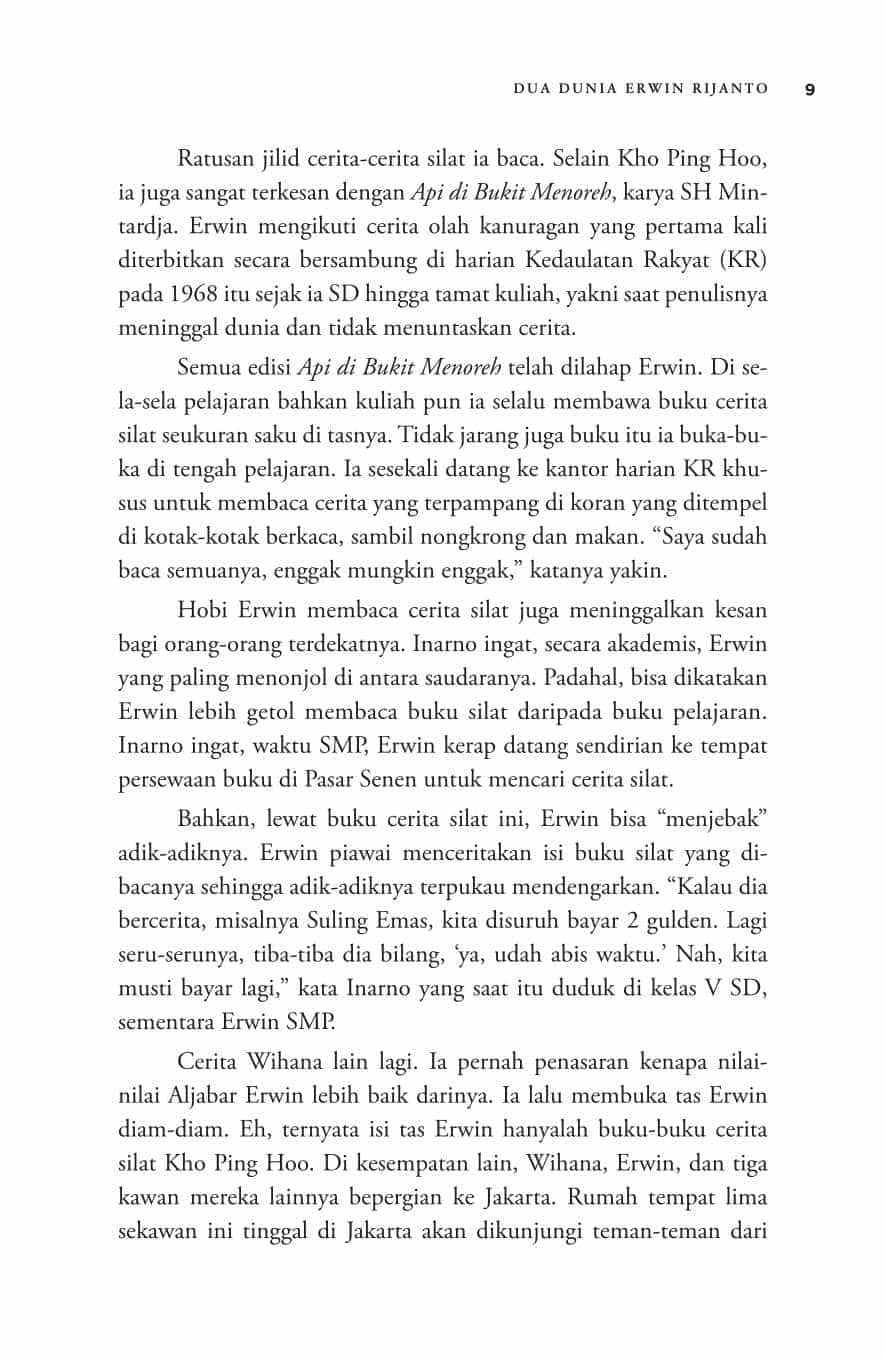 DUA DUNIA ERWIN RIJANTO 9
Ratusan jilid cerita-cerita silat ia baca. Selain Kho Ping Hoo,
ia juga sangat terkesan dengan Api di Bukit Menoreh, karya SH Min-
tardja. Erwin mengikuti cerita olah kanuragan yang pertama kali
diterbitkan secara bersambung di harian Kedaulatan Rakyat (KR)
pada 1968 itu sejak ia SD hingga tamat kuliah, yakni saat penulisnya
meninggal dunia dan tidak menuntaskan cerita.
Semua edisi Api di Bukit Menoreh telah dilahap Erwin. Di se-
la-sela pelajaran bahkan kuliah pun ia selalu membawa buku cerita
silat seukuran saku di tasnya. Tidak jarang juga buku itu ia buka-bu-
ka di tengah pelajaran. Ia sesekali datang ke kantor harian KR khu-
sus untuk membaca cerita yang terpampang di koran yang ditempel
di kotak-kotak berkaca, sambil nongkrong dan makan. “Saya sudah
baca semuanya, enggak mungkin enggak,” katanya yakin.
Hobi Erwin membaca cerita silat juga meninggalkan kesan
bagi orang-orang terdekatnya. Inarno ingat, secara akademis, Erwin
yang paling menonjol di antara saudaranya. Padahal, bisa dikatakan
Erwin lebih getol membaca buku silat daripada buku pelajaran.
Inarno ingat, waktu SMP, Erwin kerap datang sendirian ke tempat
persewaan buku di Pasar Senen untuk mencari cerita silat.
Bahkan, lewat buku cerita silat ini, Erwin bisa “menjebak”
adik-adiknya. Erwin piawai menceritakan isi buku silat yang di-
bacanya sehingga adik-adiknya terpukau mendengarkan. “Kalau dia
bercerita, misalnya Suling Emas, kita disuruh bayar 2 gulden. Lagi
seru-serunya, tiba-tiba dia bilang, ‘ya, udah abis waktu.’ Nah, kita
musti bayar lagi,” kata Inarno yang saat itu duduk di kelas V SD,
sementara Erwin SMP.
Cerita Wihana lain lagi. Ia pernah penasaran kenapa nilai-
nilai Aljabar Erwin lebih baik darinya. Ia lalu membuka tas Erwin
diam-diam. Eh, ternyata isi tas Erwin hanyalah buku-buku cerita
silat Kho Ping Hoo. Di kesempatan lain, Wihana, Erwin, dan tiga
kawan mereka lainnya bepergian ke Jakarta. Rumah tempat lima
sekawan ini tinggal di Jakarta akan dikunjungi teman-teman dari